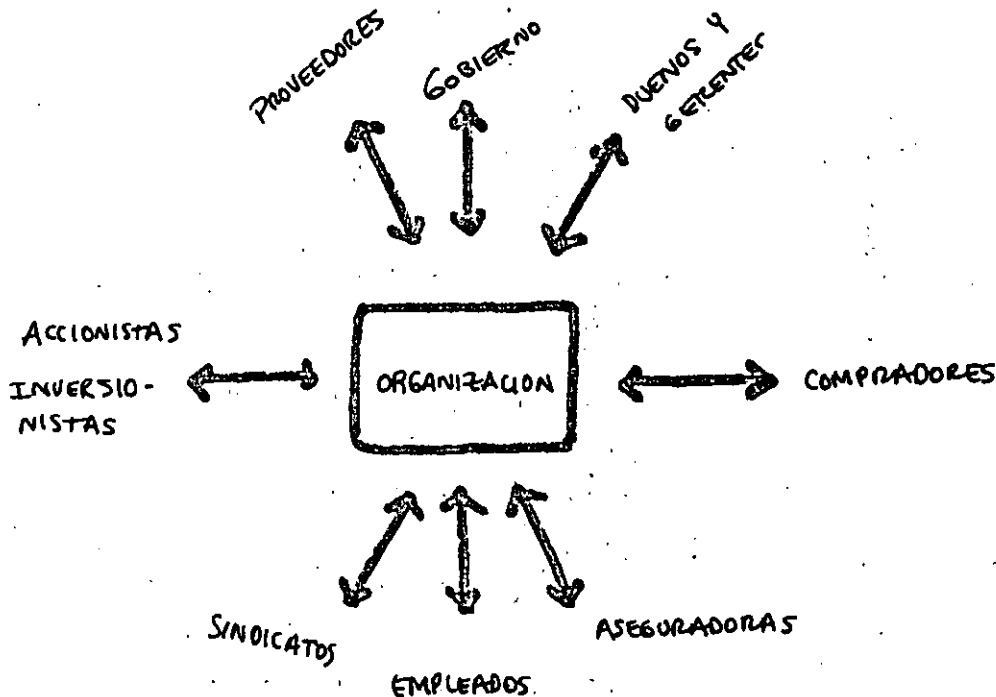 PROVEEDORES
GOBIERNO
DUENOS Y
GERENTES
ACCIONISTAS
INVERSIO-
NISTAS
ORGANIZACION
COMPRADORES
SINDICATOS
EMPLEADOS
ASEGURADORAS